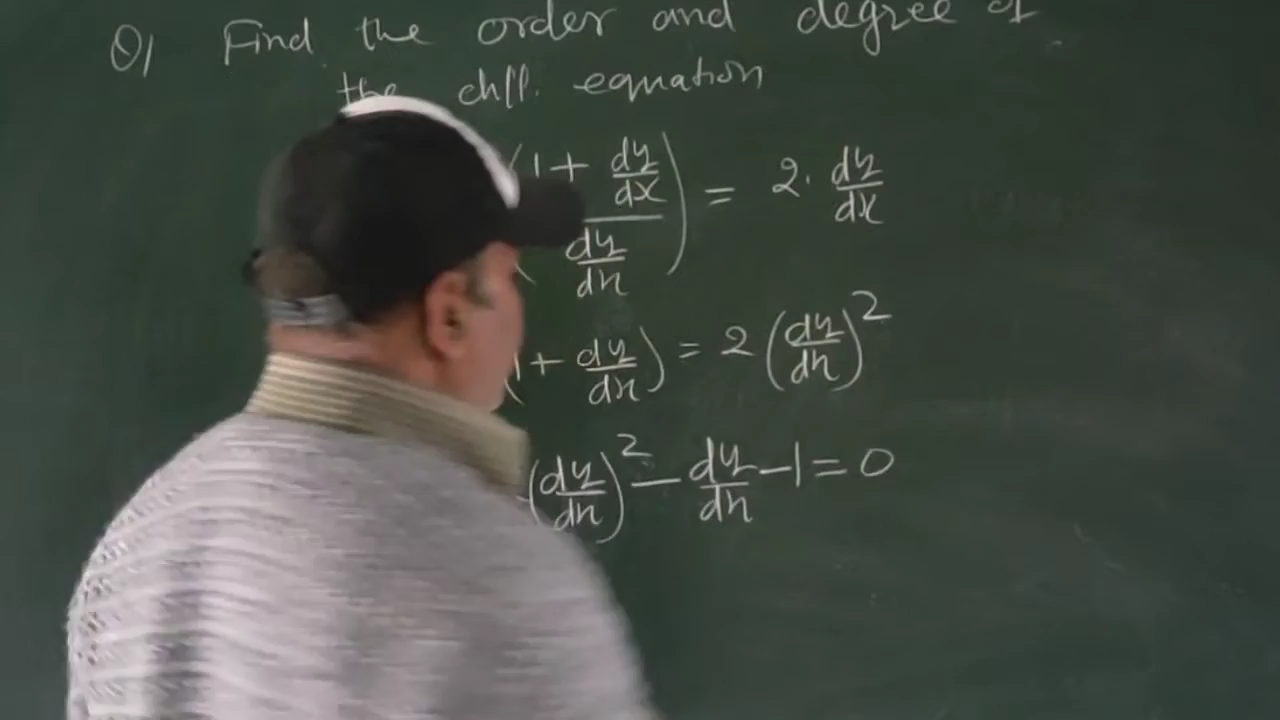 Q1 Find the order and degree of
the diff. equation
(1 + dy/dx / dy/dx) = 2. dy/dx
1 + dy/dx) = 2 (dy/dx)^2
(dy/dx)^2 - dy/dx - 1 = 0